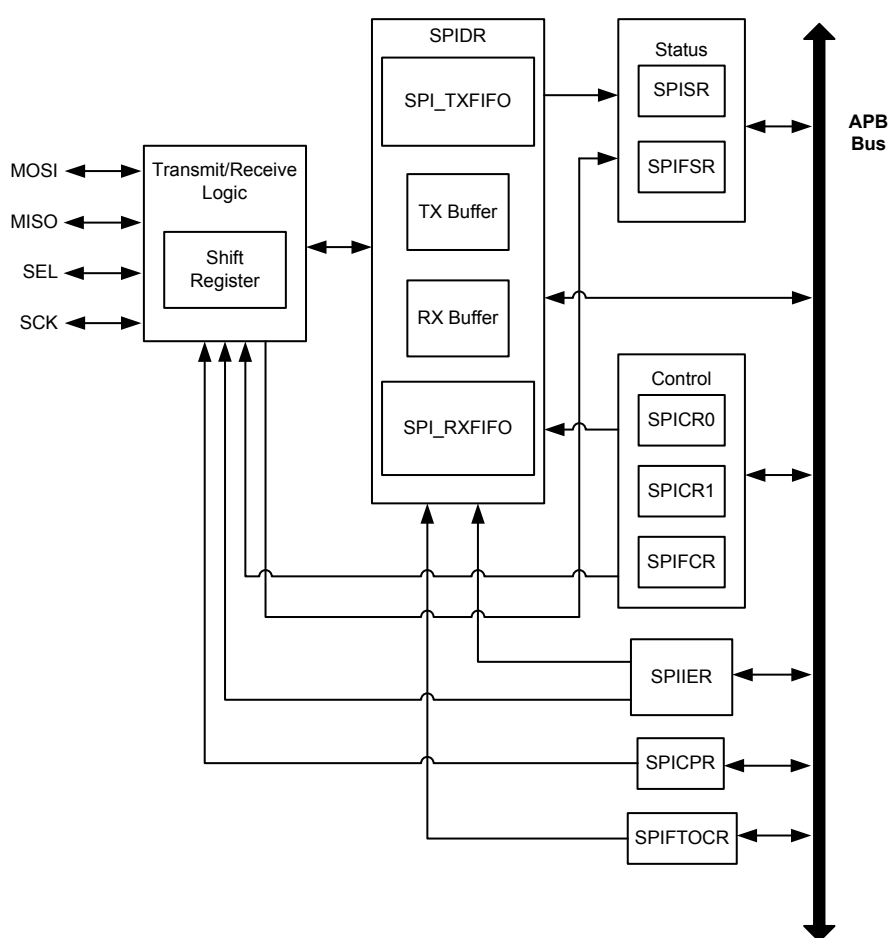 SPIDR
SPI_TXFIFO
TX Buffer
RX Buffer
SPI_RXFIFO
Status
SPISR
SPIFSR
APB
Bus
MOSI
MISO
SEL
SCK
Transmit/Receive
Logic
Shift
Register
Control
SPICR0
SPICR1
SPIFCR
SPIIER
SPICPR
SPIFTOCR